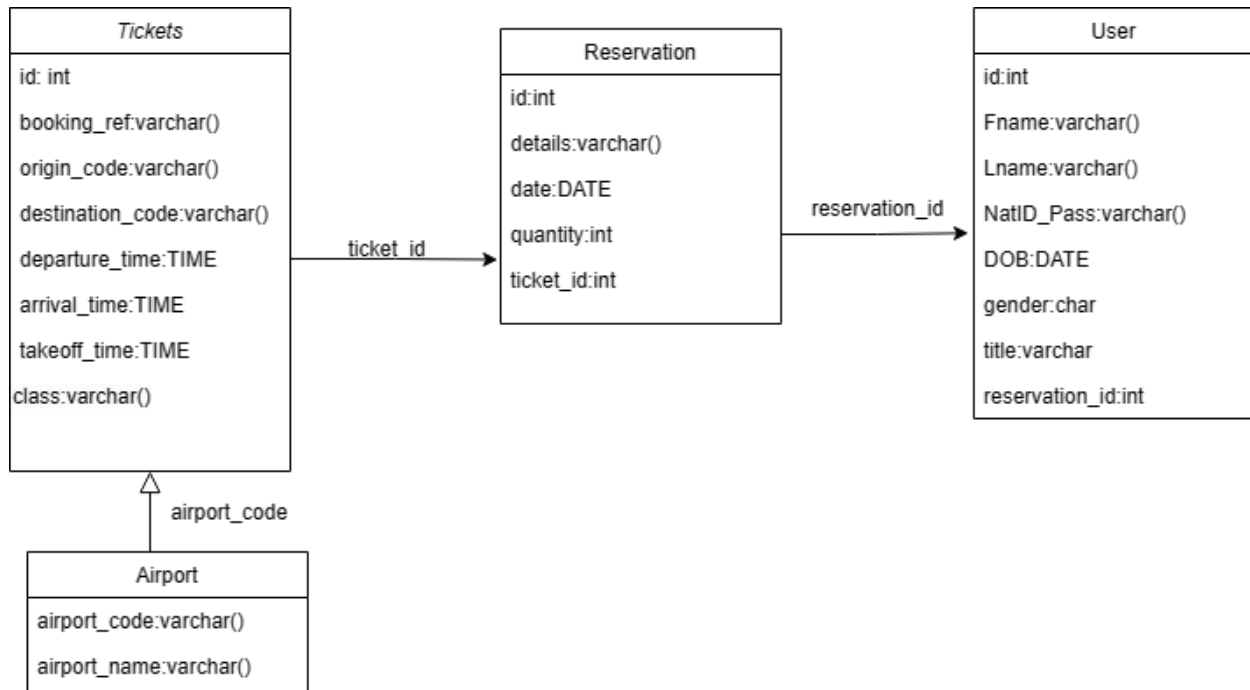 Tickets
id: int
booking_ref:varchar()
origin_code:varchar()
destination_code:varchar()
departure_time:TIME
arrival_time:TIME
takeoff_time:TIME
class:varchar()
ticket_id
Reservation
id:int
details:varchar()
date:DATE
quantity:int
ticket_id:int
reservation_id
User
id:int
Fname:varchar()
Lname:varchar()
NatID_Pass:varchar()
DOB:DATE
gender:char
title:varchar
reservation_id:int
airport_code
Airport
airport_code:varchar()
airport_name:varchar()